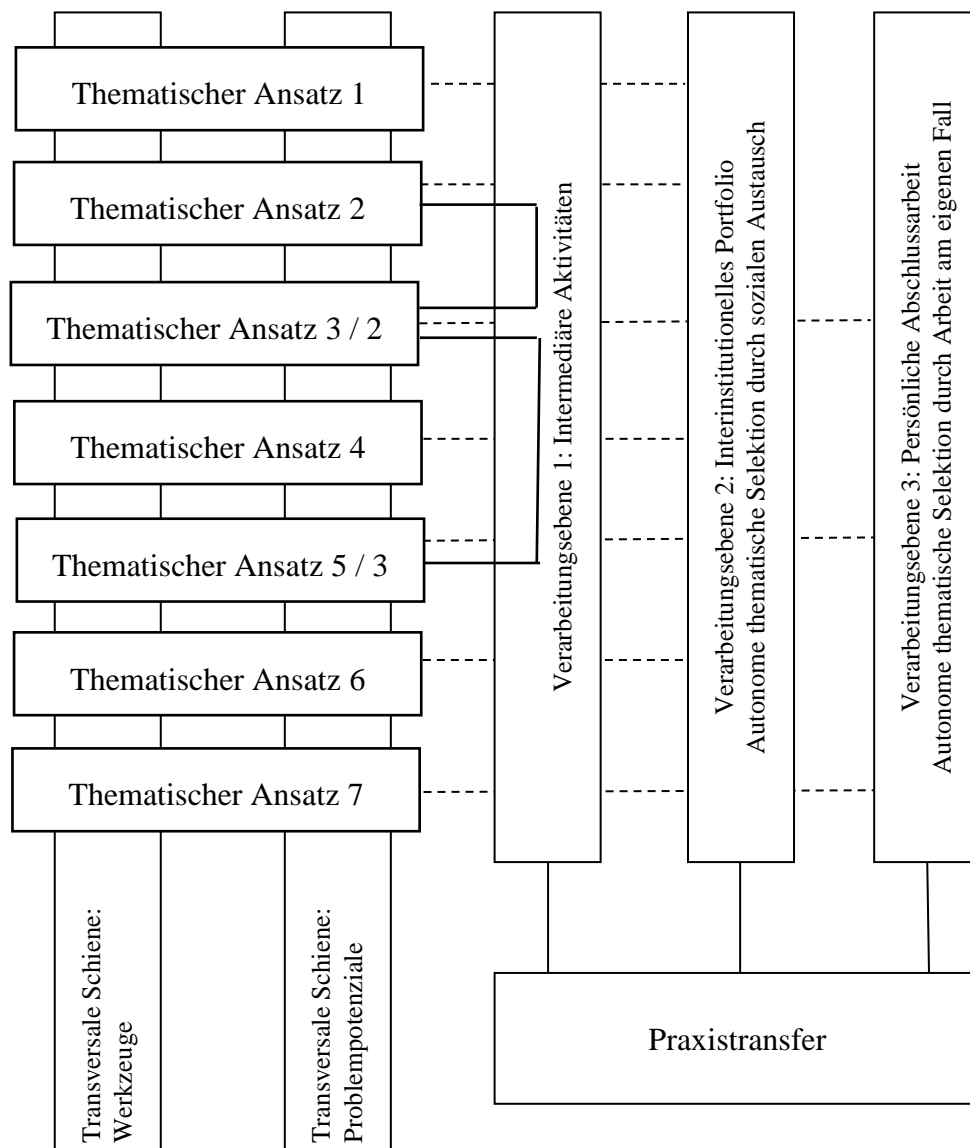 Thematischer Ansatz 1
Thematischer Ansatz 2
Thematischer Ansatz 3 / 2
Thematischer Ansatz 4
Thematischer Ansatz 5 / 3
Thematischer Ansatz 6
Thematischer Ansatz 7
Transversale Schiene:
Werkzeuge
Transversale Schiene:
Problempotenziale
Verarbeitungsebene 1: Intermediäre Aktivitäten
Verarbeitungsebene 2: Interinstitutionelles Portfolio
Autonome thematische Selektion durch sozialen Austausch
Verarbeitungsebene 3: Persönliche Abschlussarbeit
Autonome thematische Selektion durch Arbeit am eigenen Fall
Praxistransfer